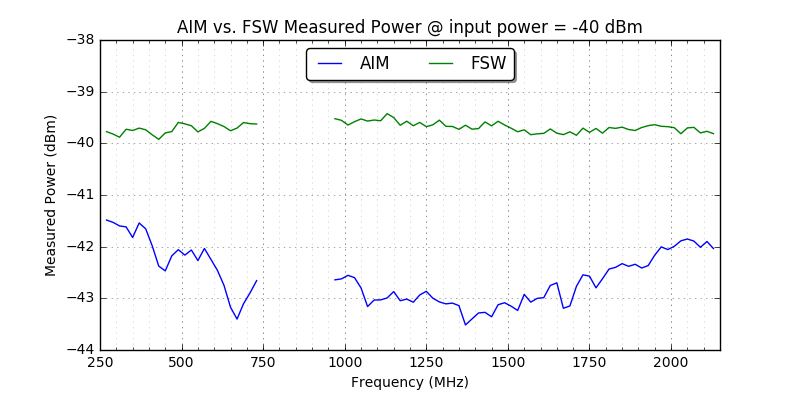 AIM vs. FSW Measured Power @ input power = -40 dBm
AIM FSW
Measured Power (dBm)
−38
−39
−40
−41
−42
−43
−44
250 500 750 1000 1250 1500 1750 2000
Frequency (MHz)